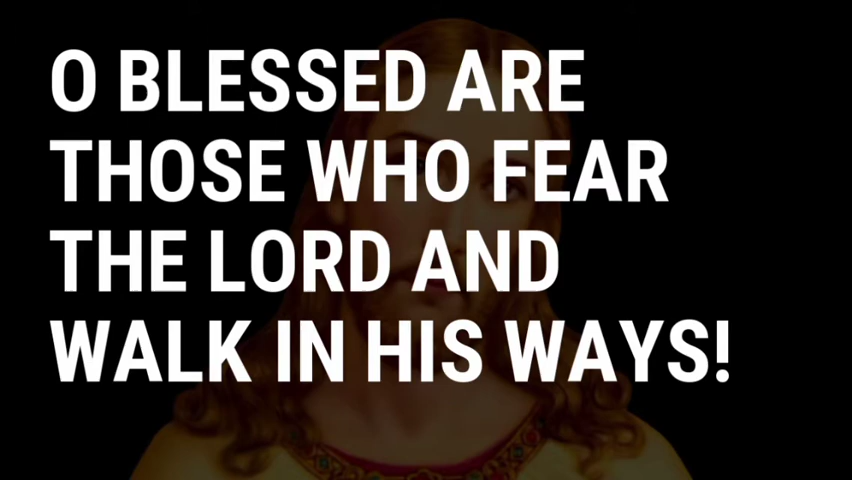 O BLESSED ARE
THOSE WHO FEAR
THE LORD AND
WALK IN HIS WAYS!